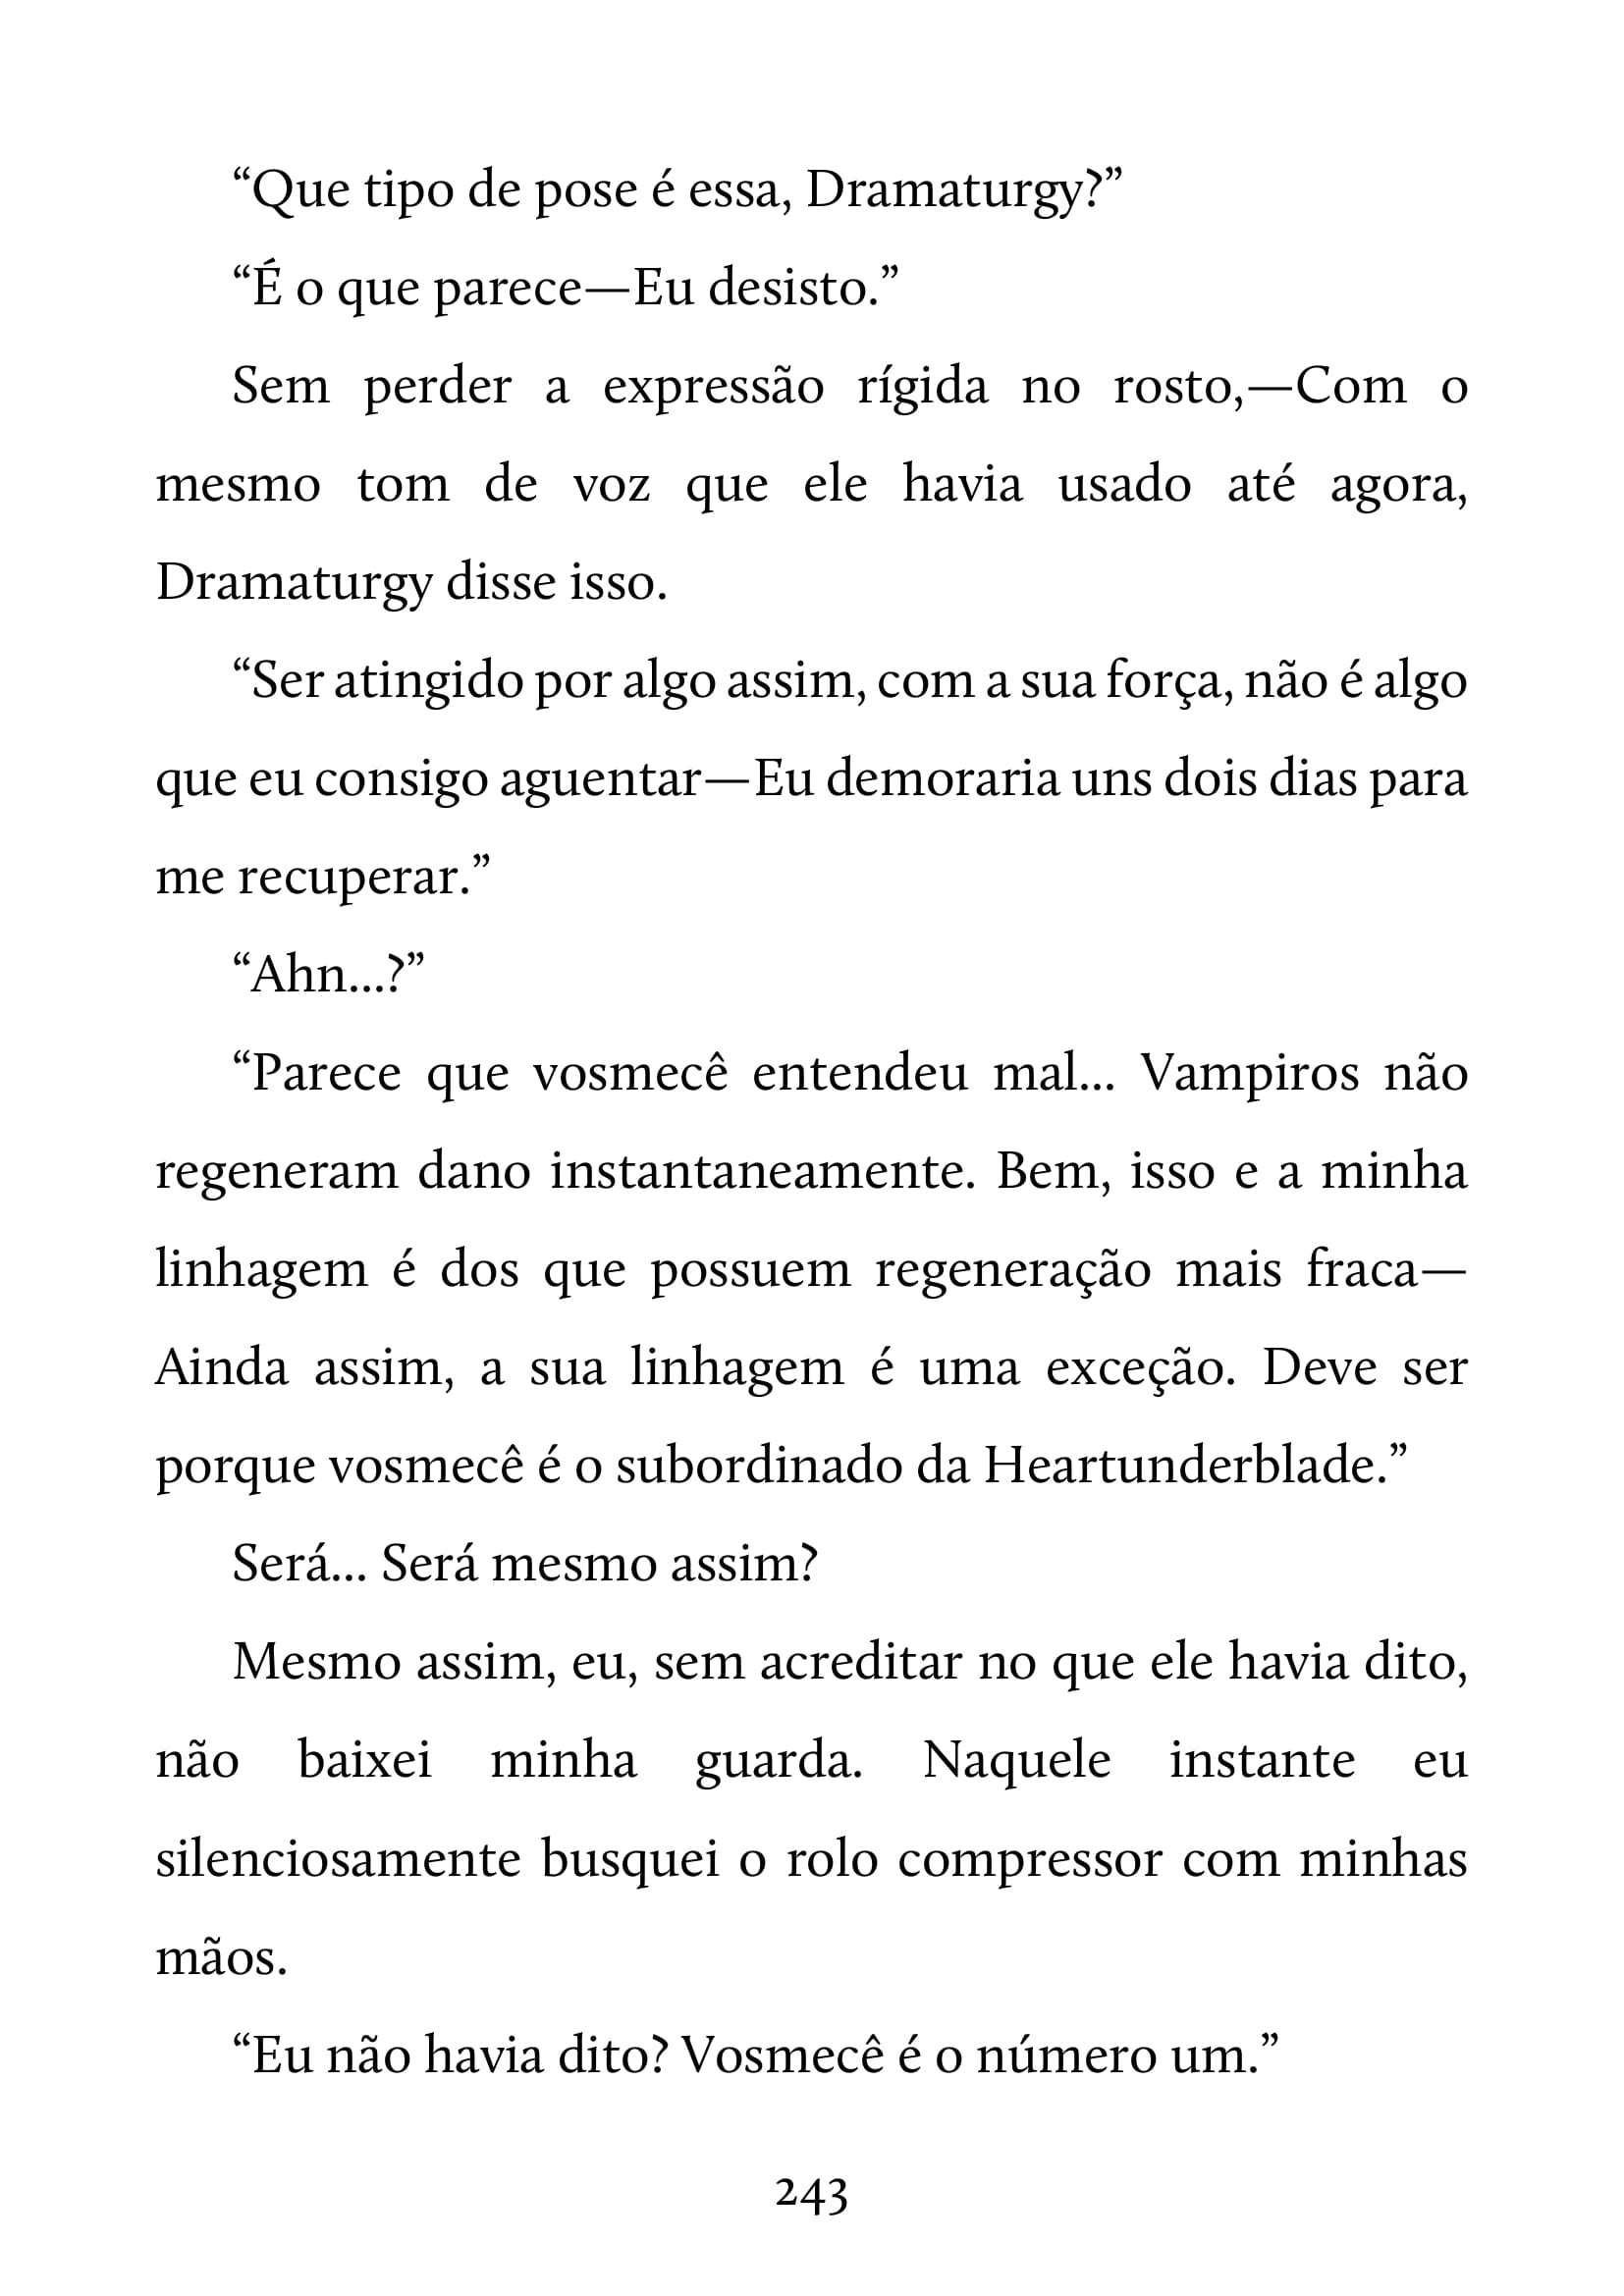 “Que tipo de pose é essa, Dramaturgy?”
“É o que parece—Eu desisto.”
Sem perder a expressão rígida no rosto,—Com o
mesmo tom de voz que ele havia usado até agora,
Dramaturgy disse isso.
“Ser atingido por algo assim, com a sua força, não é algo
que eu consigo aguentar—Eu demoraria uns dois dias para
me recuperar.”
“Ahn...?”
“Parece que vosmecê entendeu mal... Vampiros não
regeneram dano instantaneamente. Bem, isso e a minha
linhagem é dos que possuem regeneração mais fraca—
Ainda assim, a sua linhagem é uma exceção. Deve ser
porque vosmecê é o subordinado da Heartunderblade.”
Será... Será mesmo assim?
Mesmo assim, eu, sem acreditar no que ele havia dito,
não baixei minha guarda. Naquele instante eu
silenciosamente busquei o rolo compressor com minhas
mãos.
“Eu não havia dito? Vosmecê é o número um.”
243